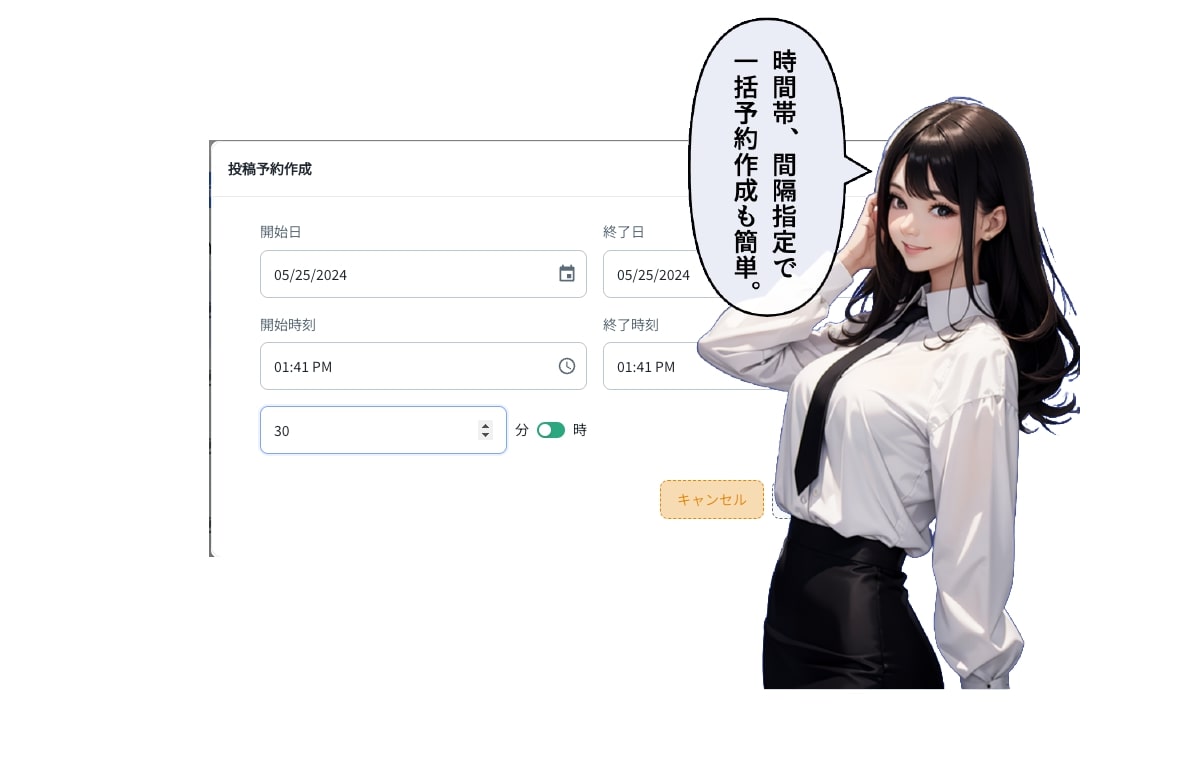 時間帯、間隔指定で
一括予約作成も簡単。
投稿予約作成
開始日
終了日
05/25/2024
05/25/2024
開始時刻
終了時刻
01:41 PM
01:41 PM
30
分
時
キャンセル